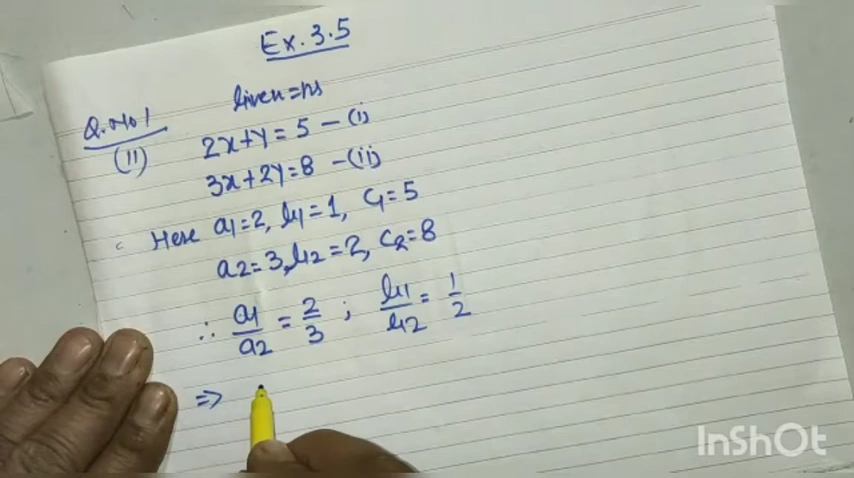 Ex. 3.5
Q. No 1
(II)
Given =ns
2x+y = 5 - (i)
3x+2y=8 - (ii)
Here a1=2, b1=1, c1=5
a2=3, b2=2, c2=8
∴ a1/a2 = 2/3 ; b1/b2 = 1/2
⇒
InShOt